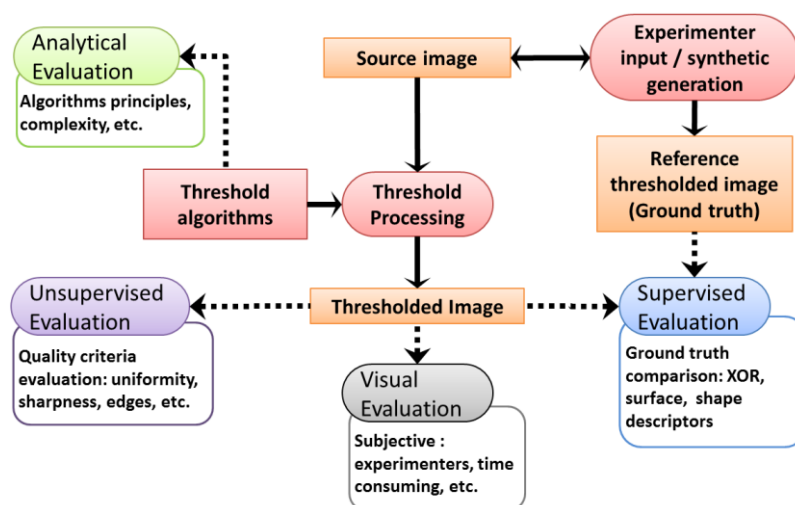 Analytical
Evaluation
Algorithms principles,
complexity, etc.
Source image
Experimenter
input / synthetic
generation
Threshold
algorithms
Threshold
Processing
Reference
thresholded image
(Ground truth)
Unsupervised
Evaluation
Quality criteria
evaluation: uniformity,
sharpness, edges, etc.
Thresholded Image
Visual
Evaluation
Subjective :
experimenters, time
consuming, etc.
Supervised
Evaluation
Ground truth
comparison: XOR,
surface, shape
descriptors